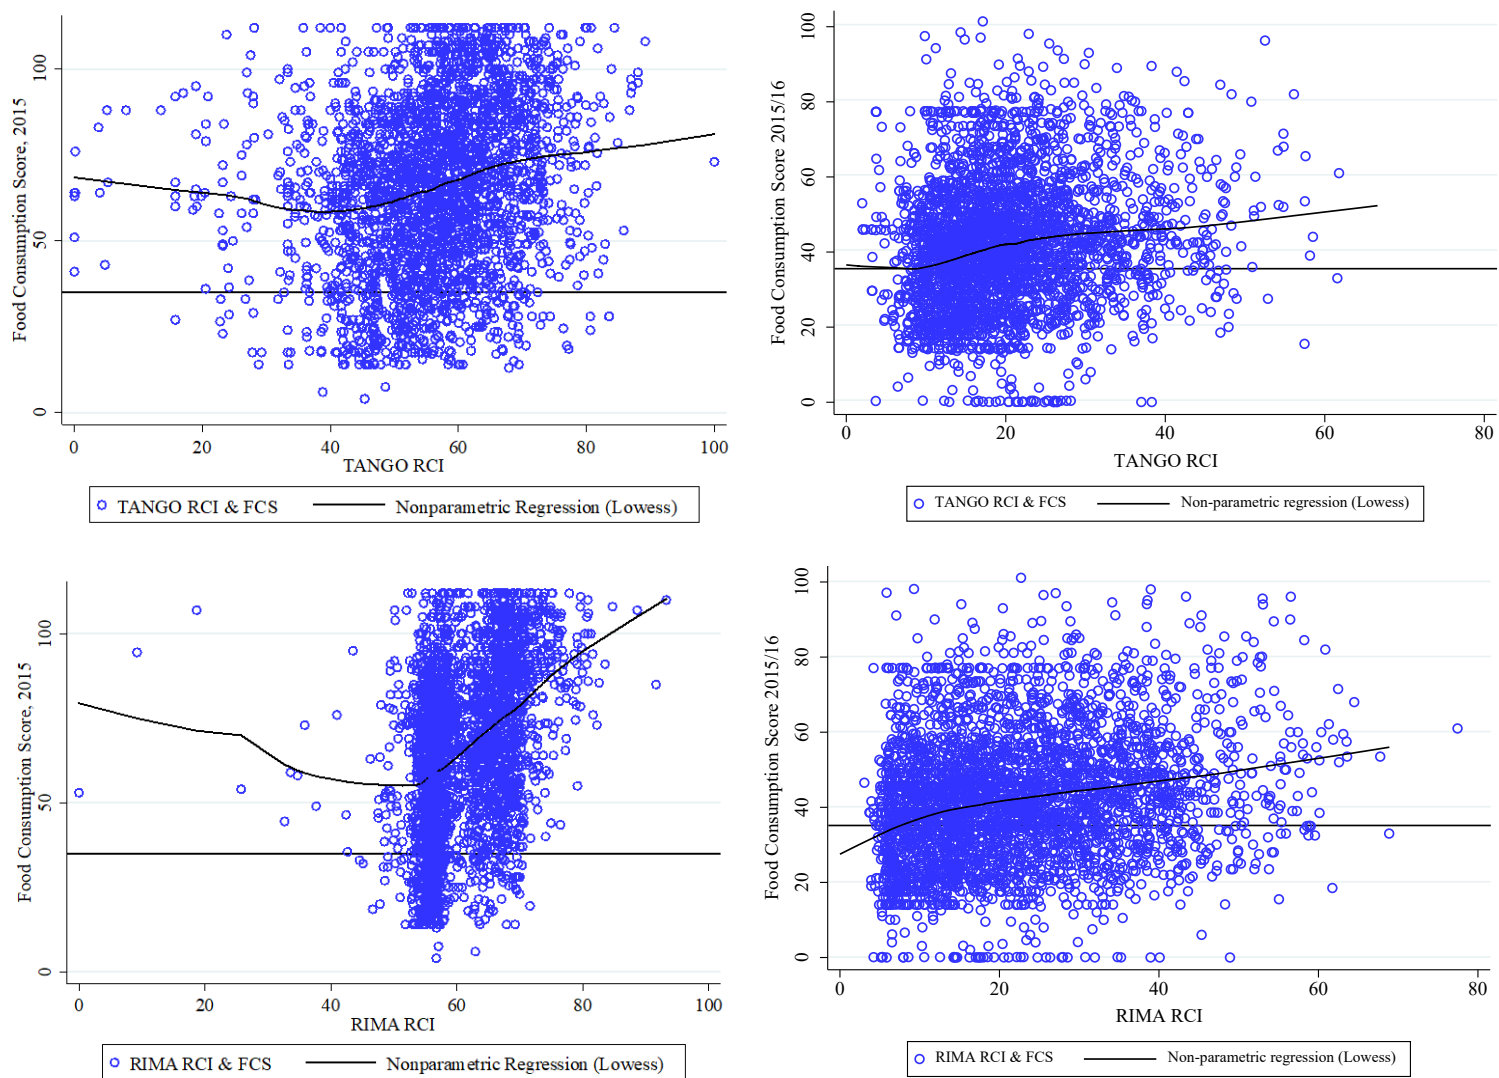 Food Consumption Score, 2015
100
50
0
0 20 40 60 80 100
TANGO RCI
TANGO RCI & FCS Nonparametric Regression (Lowess)
Food Consumption Score 2015/16
100
80
60
40
20
0
0 20 40 60 80
TANGO RCI
TANGO RCI & FCS Non-parametric regression (Lowess)
Food Consumption Score, 2015
100
50
0
0 20 40 60 80 100
RIMA RCI
RIMA RCI & FCS Nonparametric Regression (Lowess)
Food Consumption Score 2015/16
100
80
60
40
20
0
0 20 40 60 80
RIMA RCI
RIMA RCI & FCS Non-parametric regression (Lowess)